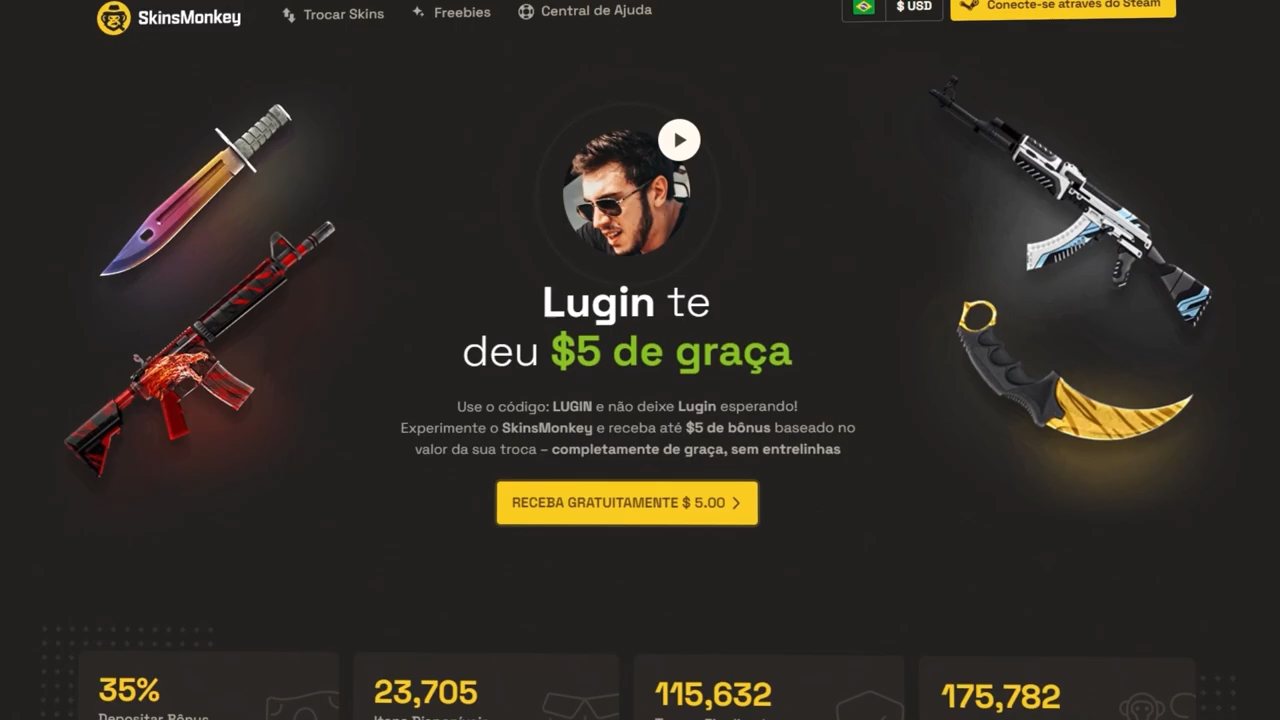 SkinsMonkey
Trocar Skins
Freebies
Central de Ajuda
$ USD
Conecte-se através do Steam
Lugin te
deu $5 de graça
Use o código: LUGIN e não deixe Lugin esperando!
Experimente o SkinsMonkey e receba até $5 de bônus baseado no
valor da sua troca – completamente de graça, sem entrelinhas
RECEBA GRATUITAMENTE $ 5.00
35%
23,705
115,632
175,782
Depositar Bônus